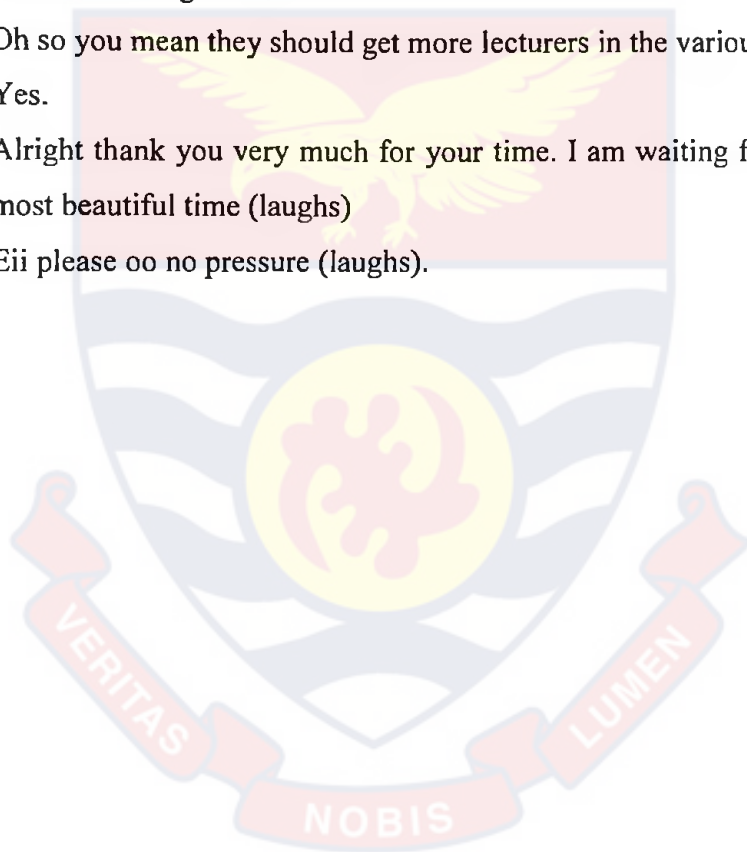 Oh so you mean they should get more lecturers in the
Yes.
Alright thank you very much for your time. I am waiting
most beautiful time (laughs)
Eii please oo no pressure (laughs).
VERITAS
NOBIS
LUMEN